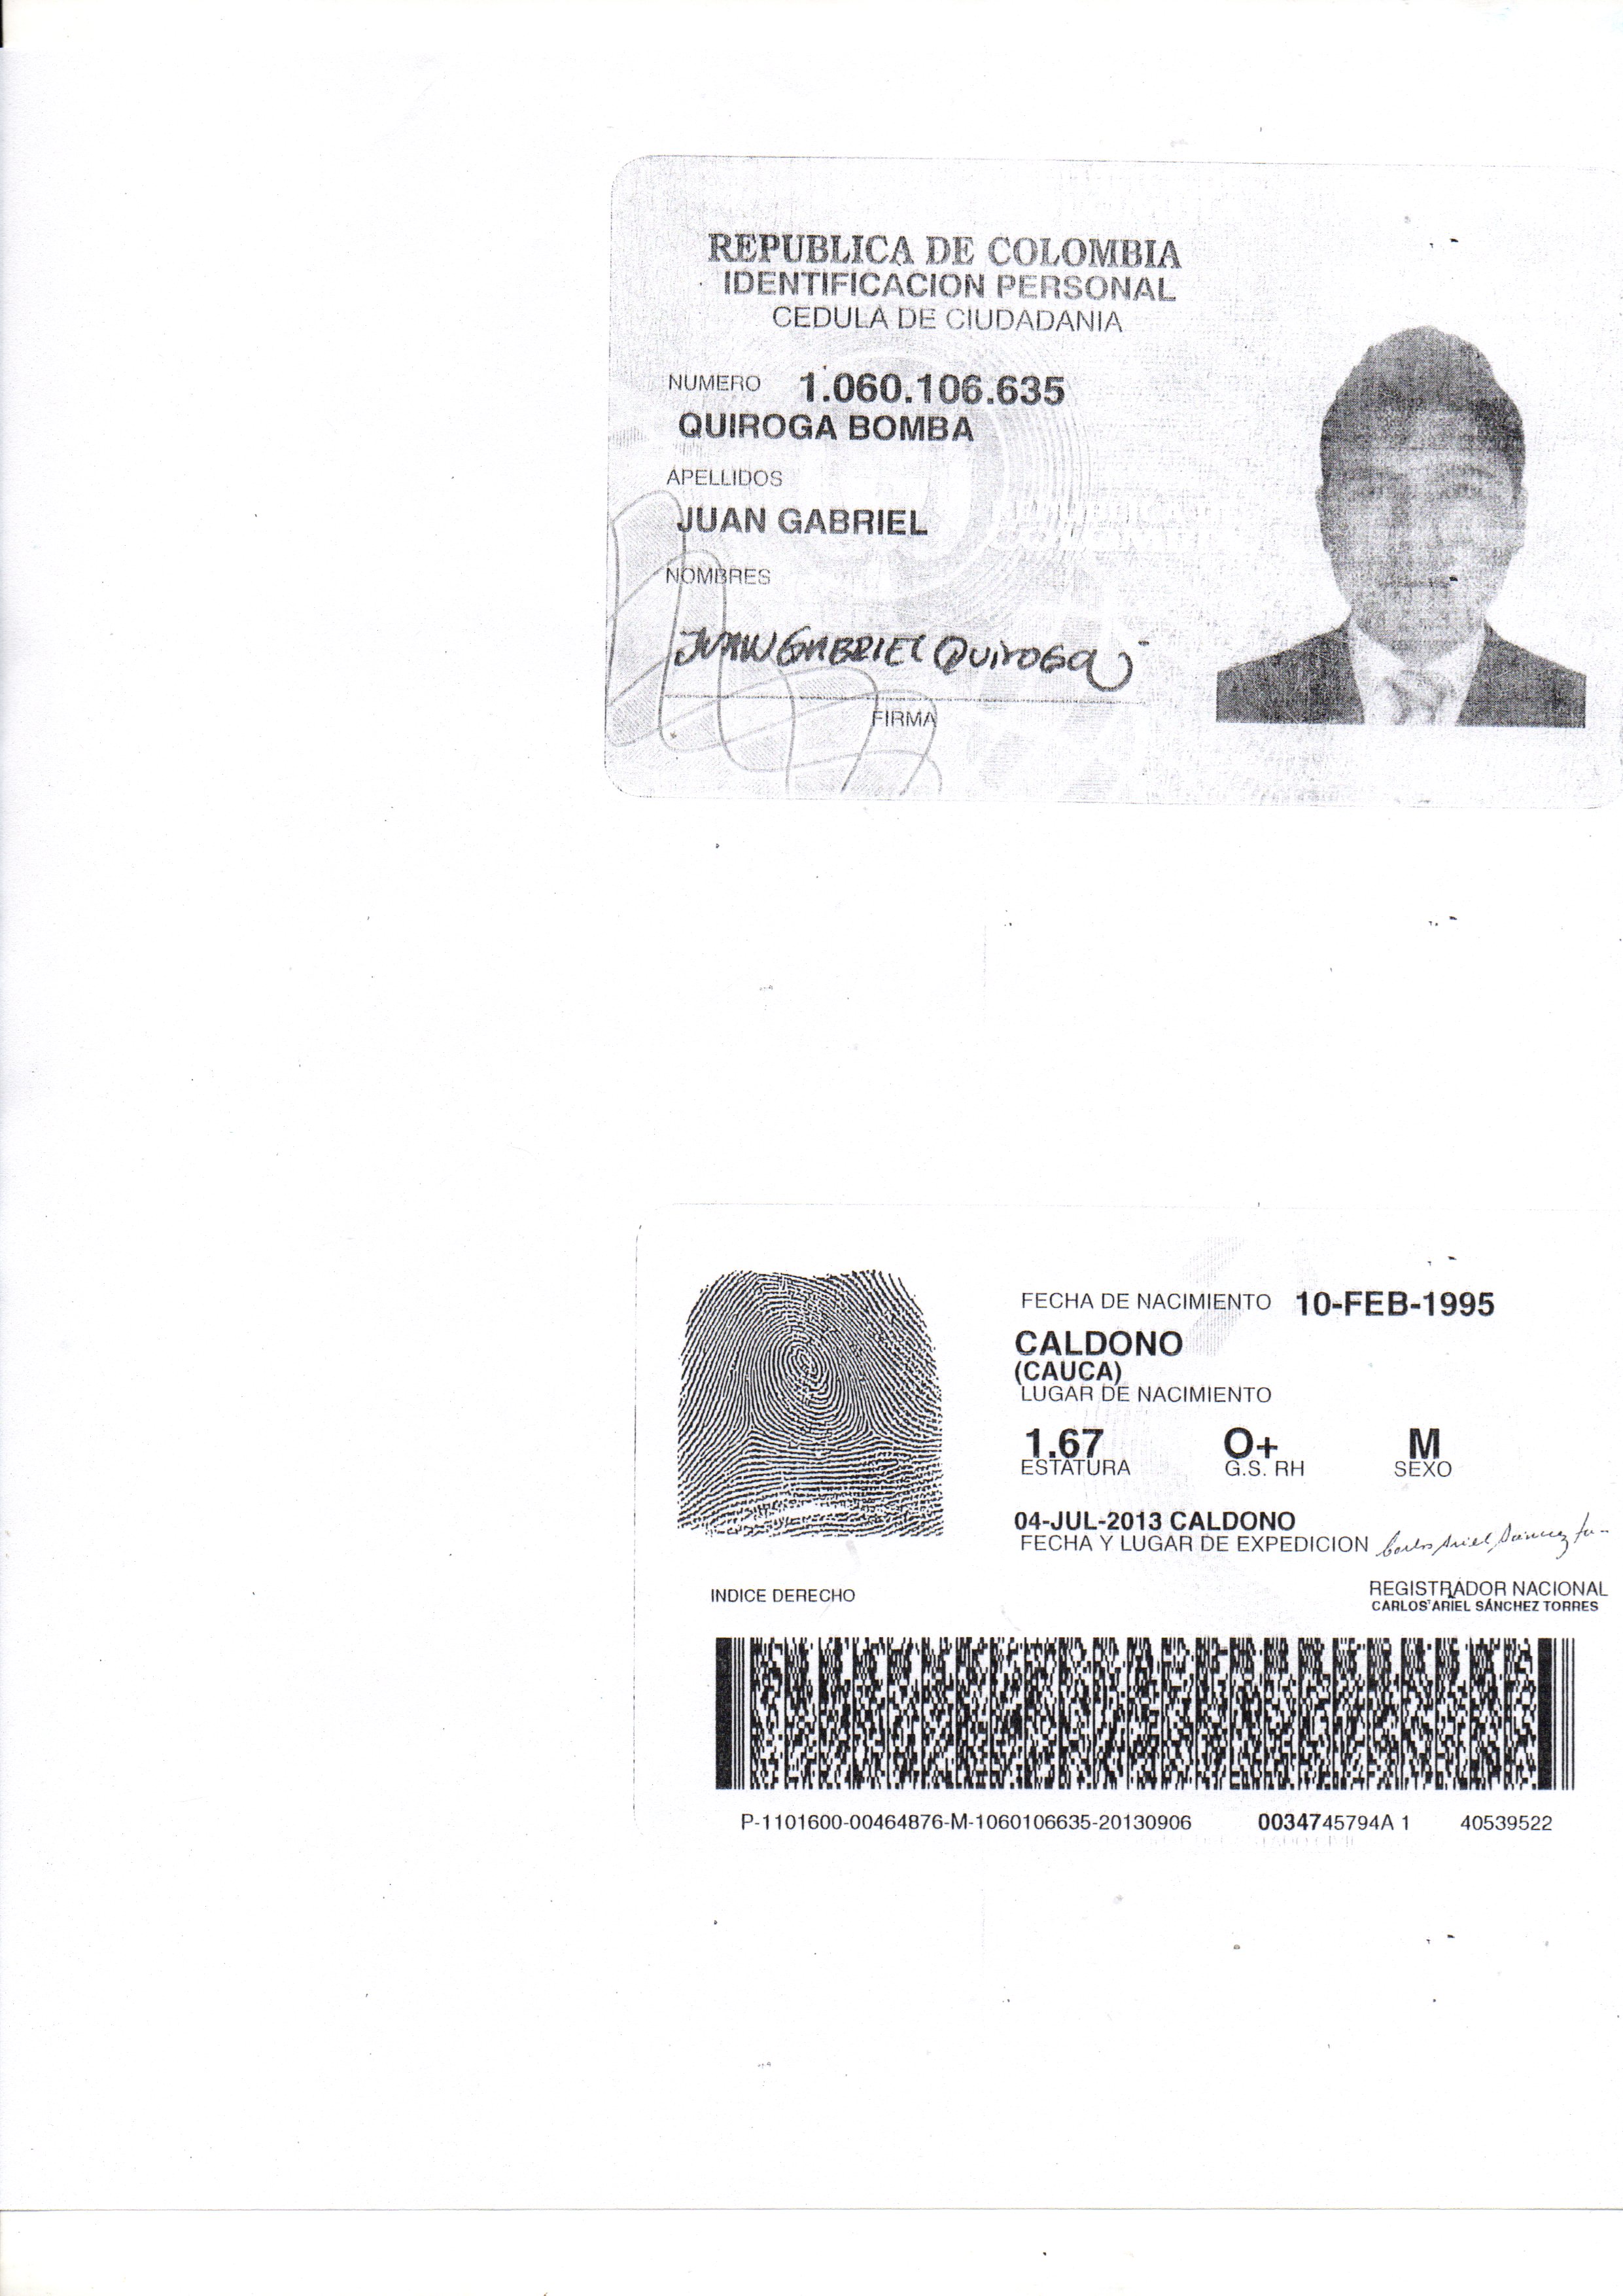 REPUBLICA DE COLOMBIA
IDENTIFICACION PERSONAL
CEDULA DE CIUDADANIA
NUMERO 1.060.106.635
QUIROGA BOMBA
APELLIDOS
JUAN GABRIEL
NOMBRES
JUAN GABRIEL QUIROGA
FIRMA
FECHA DE NACIMIENTO 10-FEB-1995
CALDONO
(CAUCA)
LUGAR DE NACIMIENTO
1.67 O+ M
ESTATURA G.S. RH SEXO
04-JUL-2013 CALDONO
FECHA Y LUGAR DE EXPEDICION
INDICE DERECHO
REGISTRADOR NACIONAL
CARLOS ARIEL SÁNCHEZ TORRES
P-1101600-00464876-M-1060106635-20130906 0034745794A 1 40539522